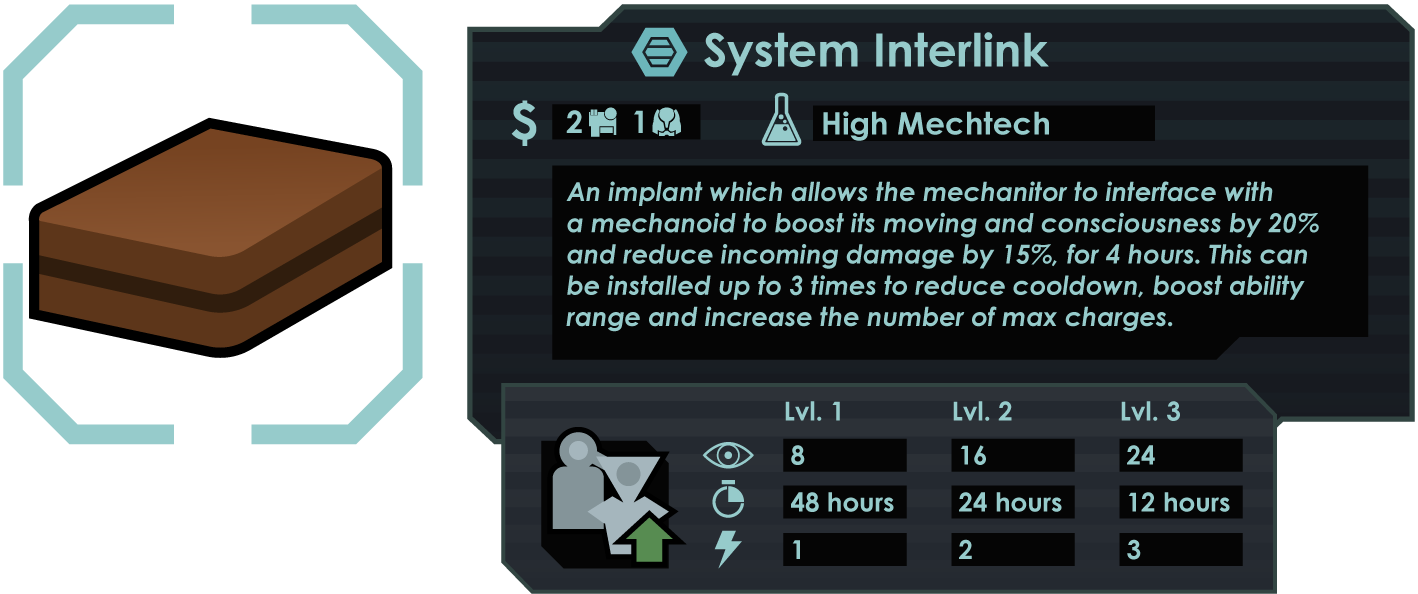 System Interlink
$ 2 1 High Mechtech
An implant which allows the mechanitor to interface with
a mechanoid to boost its moving and consciousness by 20%
and reduce incoming damage by 15%, for 4 hours. This can
be installed up to 3 times to reduce cooldown, boost ability
range and increase the number of max charges.
Lvl. 1 Lvl. 2 Lvl. 3
8 16 24
48 hours 24 hours 12 hours
1 2 3